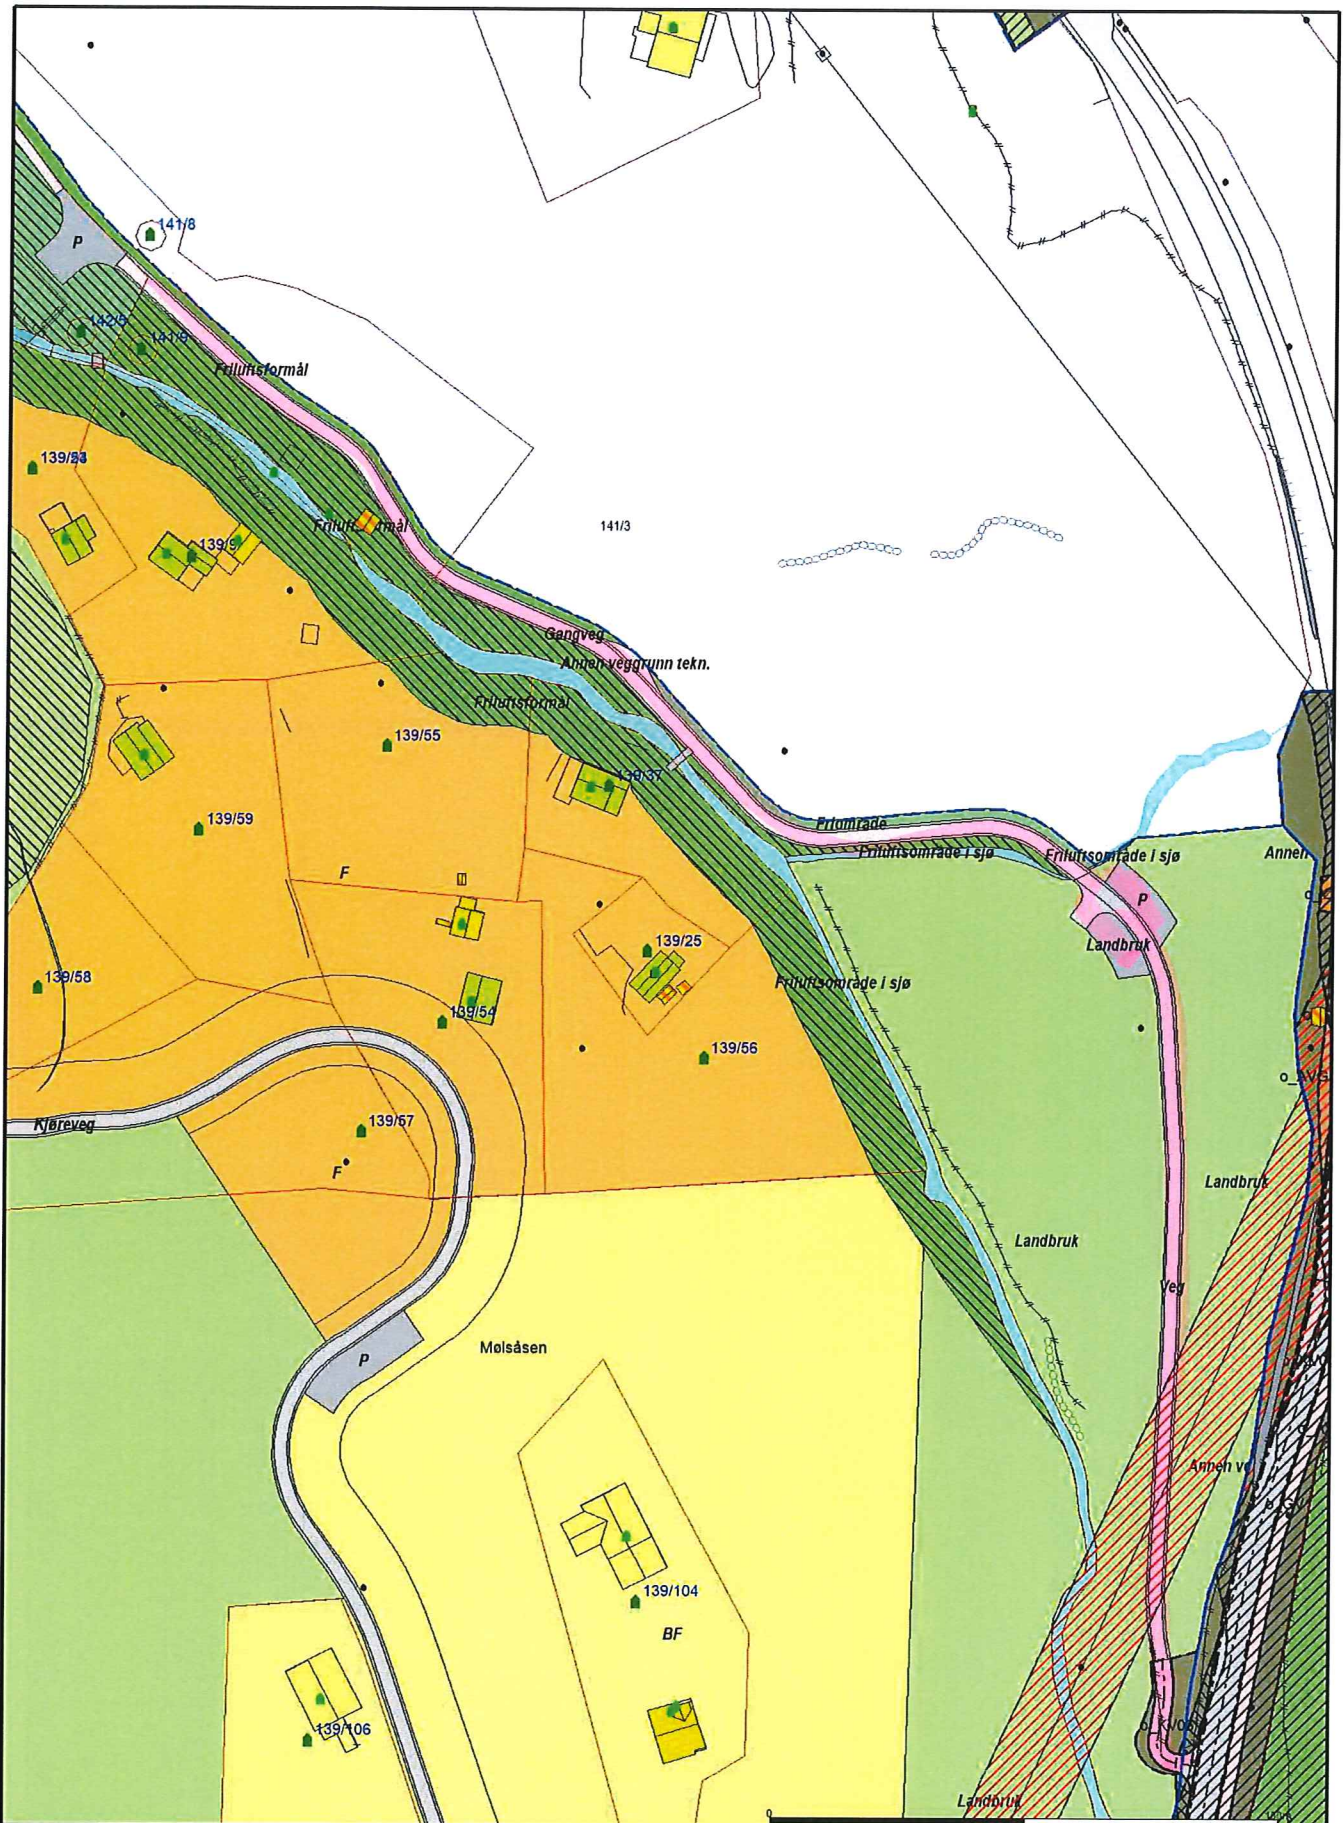 141/8
P
142/5
141/9
Friluftsformål
139/9
141/3
Gangveg
Annen veggrunn tekn.
Friluftsformål
139/55
139/37
139/59
Friområde
Friluftsområde i sjø
Friluftsområde i sjø
Annen
F
P
139/25
Landbruk
139/58
Friluftsområde i sjø
139/54
139/56
Kjøreveg
139/57
F
Landbruk
Landbruk
Veg
Mølsåsen
P
139/104
BF
139/106
Landbruk
0